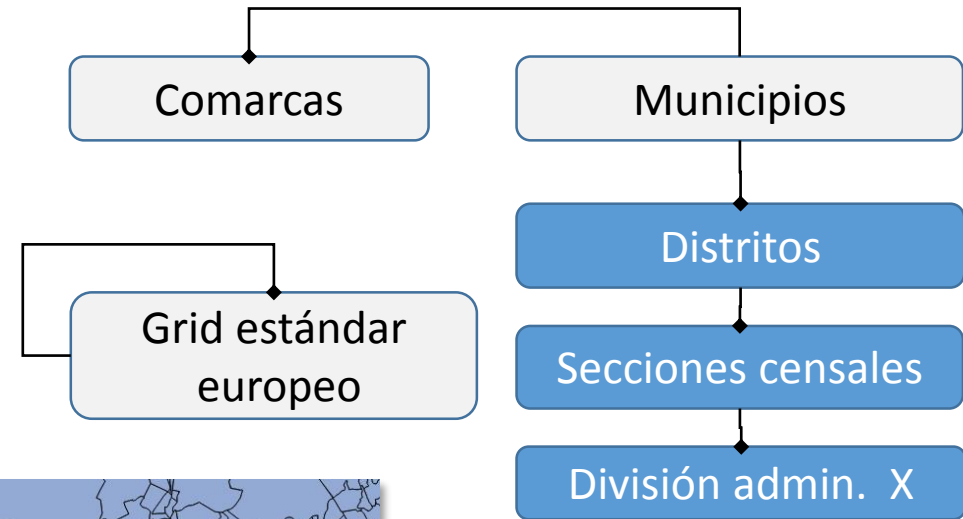 Comarcas
Municipios
Distritos
Grid estándar
europeo
Secciones censales
División admin. X